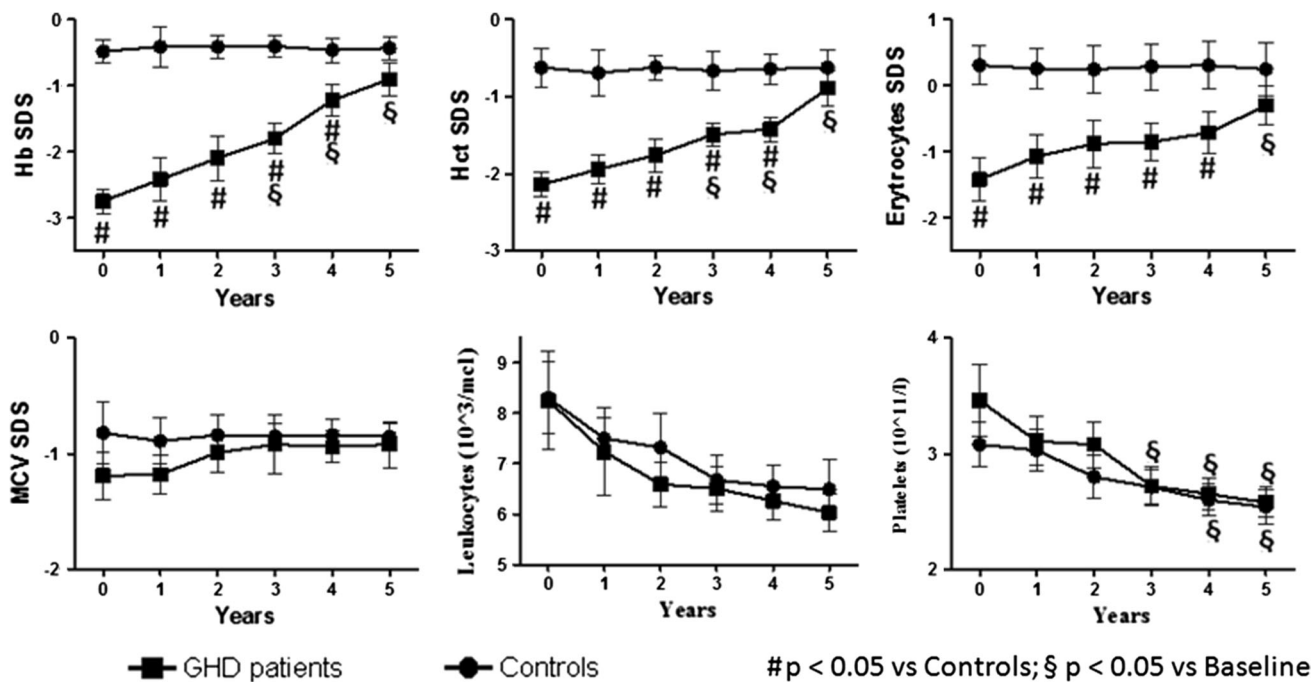 Hb SDS
0
-1
-2
-3
# # # # #
§ § §
0 1 2 3 4 5
Years
Hct SDS
0
-1
-2
-3
# # # # #
§ § §
0 1 2 3 4 5
Years
Erytrocytes SDS
1
0
-1
-2
# # # # #
§
0 1 2 3 4 5
Years
MCV SDS
0
-1
-2
0 1 2 3 4 5
Years
Leukocytes (10^3/mcl)
9
8
7
6
5
0 1 2 3 4 5
Years
Platelets (10^11/l)
4
3
2
§ § §
§ §
0 1 2 3 4 5
Years
GHD patients Controls #p < 0.05 vs Controls; § p < 0.05 vs Baseline